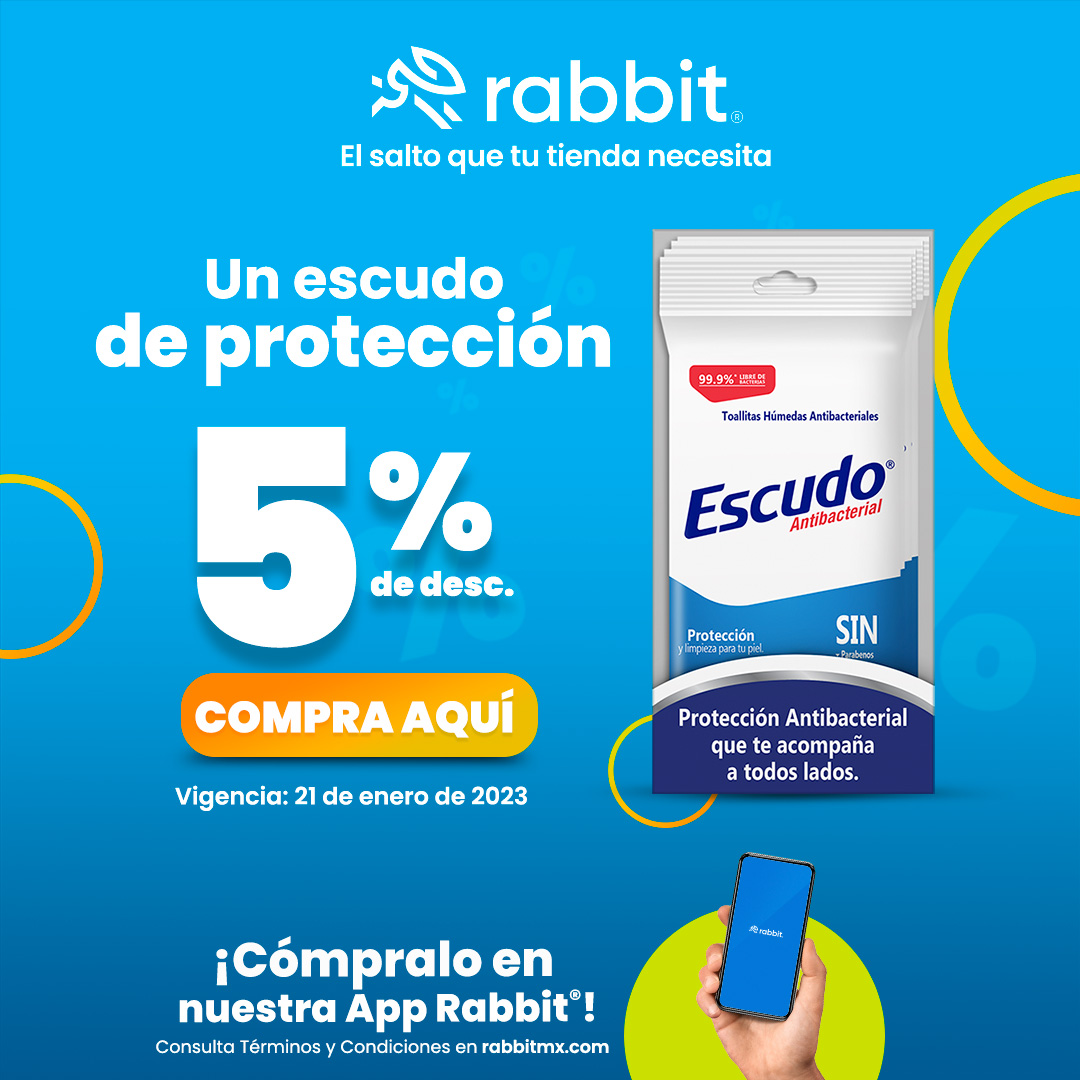 rabbit®
El salto que tu tienda necesita
Un escudo
de protección
5%
de desc.
COMPRA AQUÍ
Vigencia: 21 de enero de 2023
99.9%* LIBRE DE
BACTERIAS
Toallitas Húmedas Antibacteriales
Escudo®
Antibacterial
Protección
y limpieza para tu piel.
SIN
- Parabenos
Protección Antibacterial
que te acompaña
a todos lados.
rabbit.
¡Cómpralo en
nuestra App Rabbit®!
Consulta Términos y Condiciones en rabbitmx.com